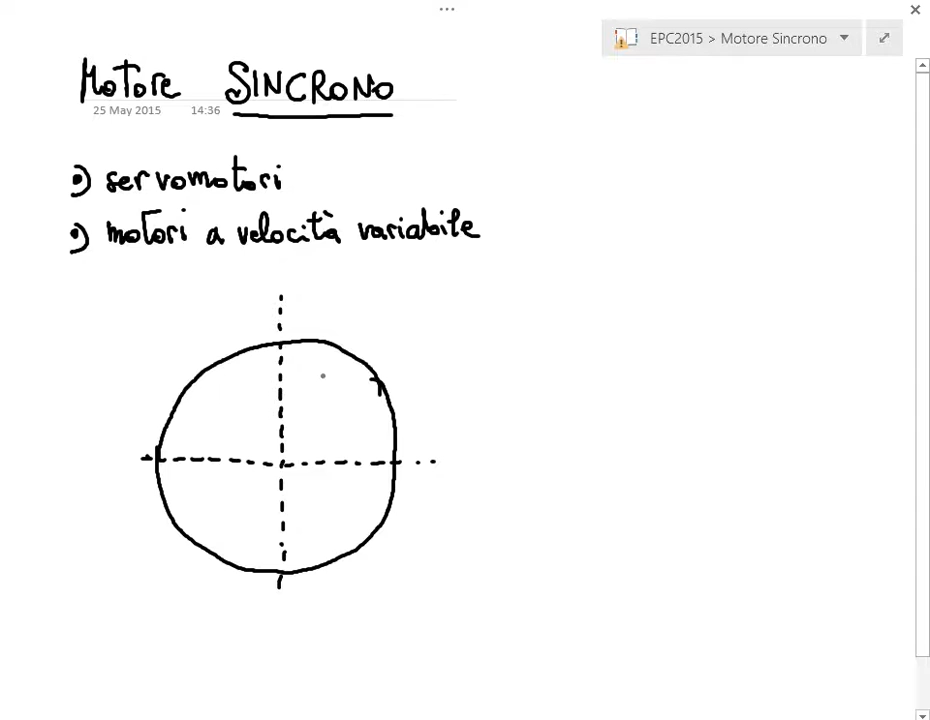 EPC2015 > Motore Sincrono
Motore SINCRONO
25 May 2015 14:36
servomotori
motori a velocità variabile